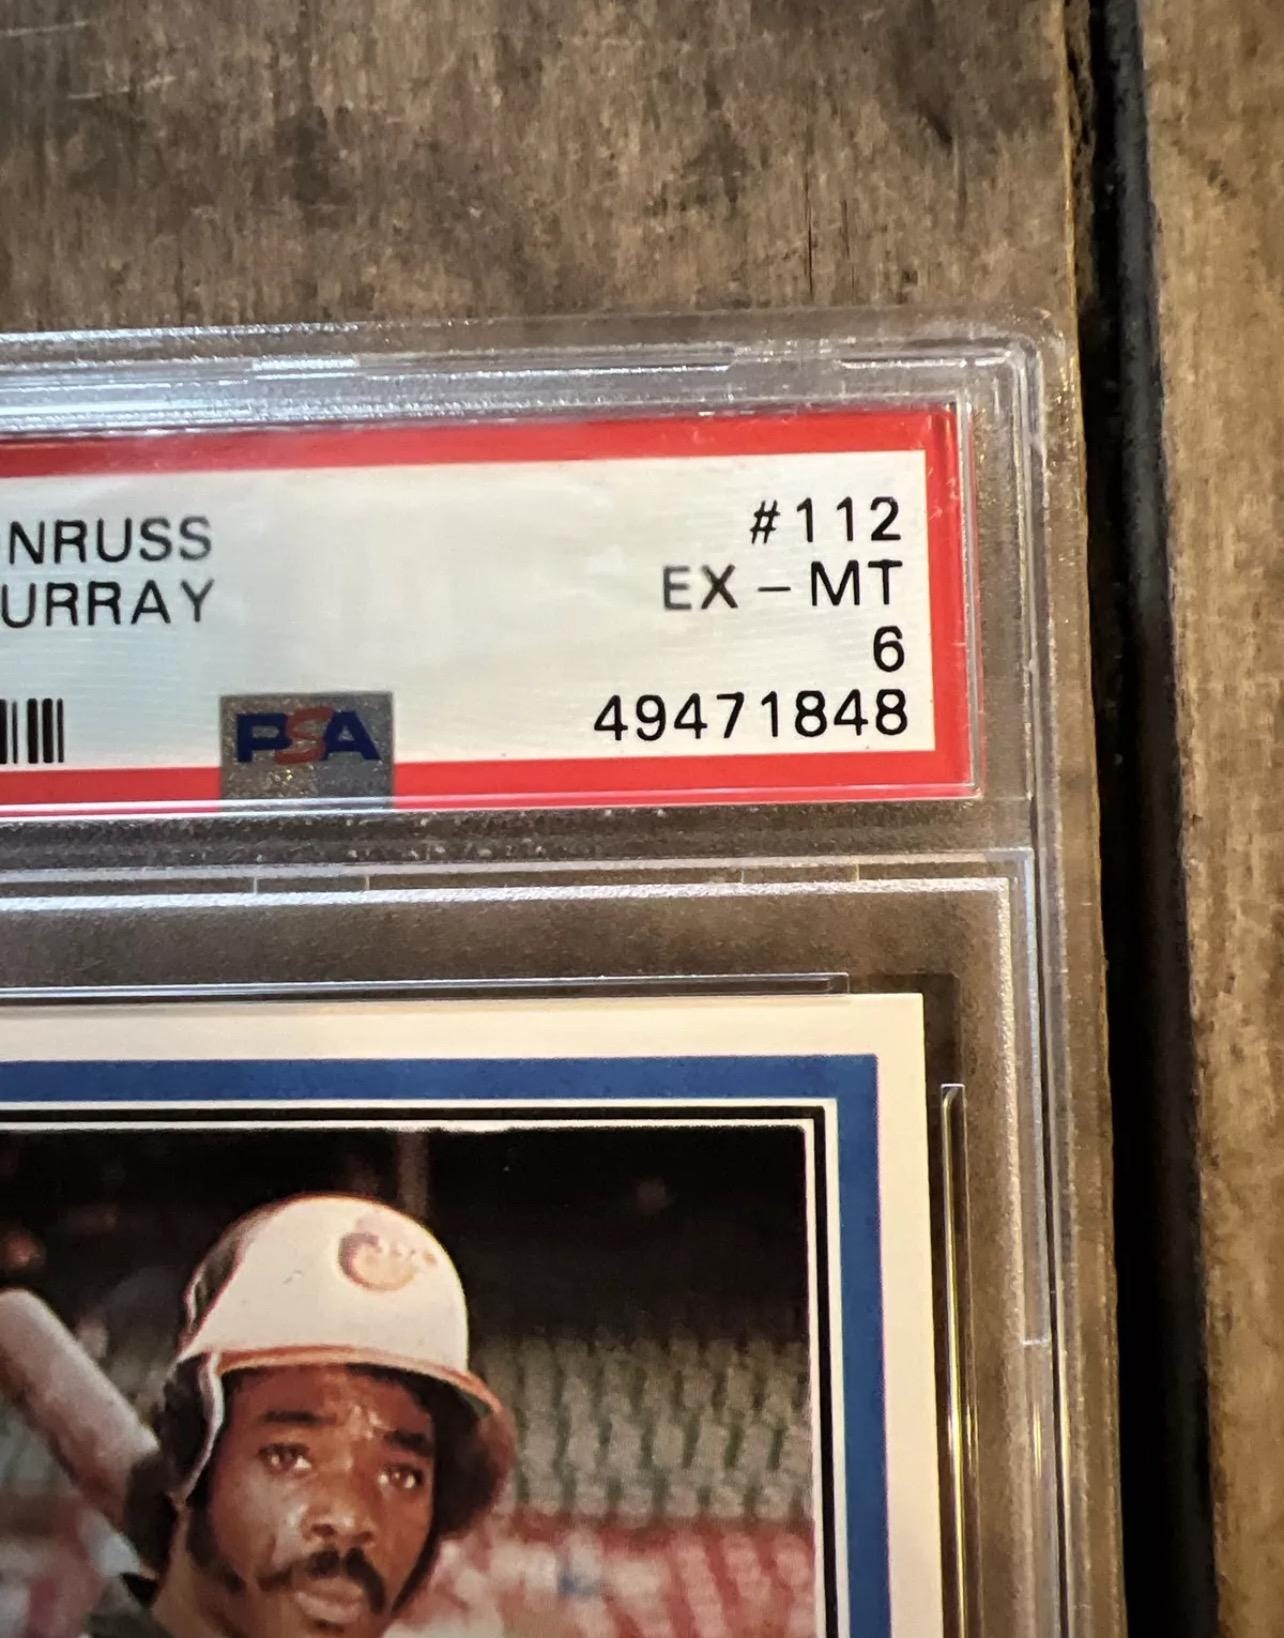 NRUSS
#112
URRAY
EX-MT
6
PSA
49471848